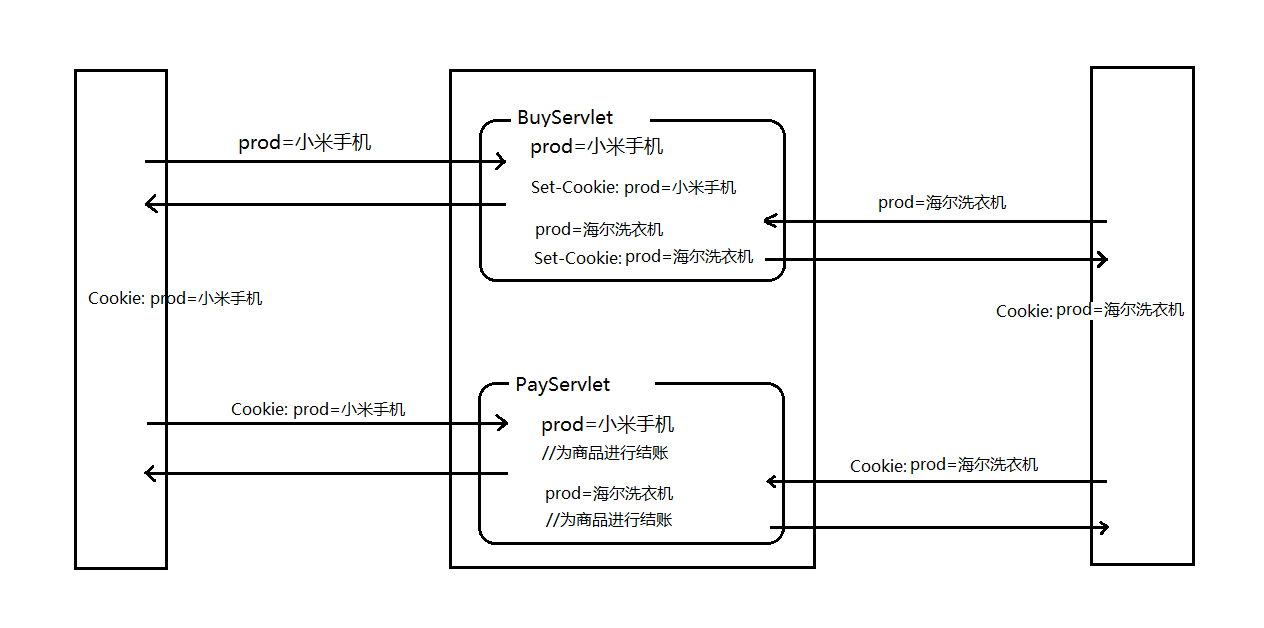 BuyServlet
prod=小米手机
prod=小米手机
Set-Cookie: prod=小米手机
prod=海尔洗衣机
prod=海尔洗衣机
Set-Cookie: prod=海尔洗衣机
Cookie: prod=小米手机
Cookie: prod=海尔洗衣机
PayServlet
Cookie: prod=小米手机
prod=小米手机
//为商品进行结账
Cookie: prod=海尔洗衣机
prod=海尔洗衣机
//为商品进行结账